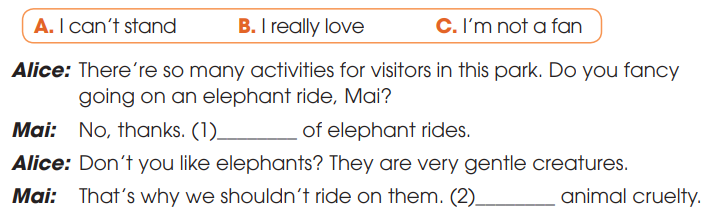 A. I can't stand B. I really love C. I'm not a fan
Alice: There're so many activities for visitors in this park. Do you fancy
going on an elephant ride, Mai?
Mai: No, thanks. (1)________ of elephant rides.
Alice: Don't you like elephants? They are very gentle creatures.
Mai: That's why we shouldn't ride on them. (2)________ animal cruelty.